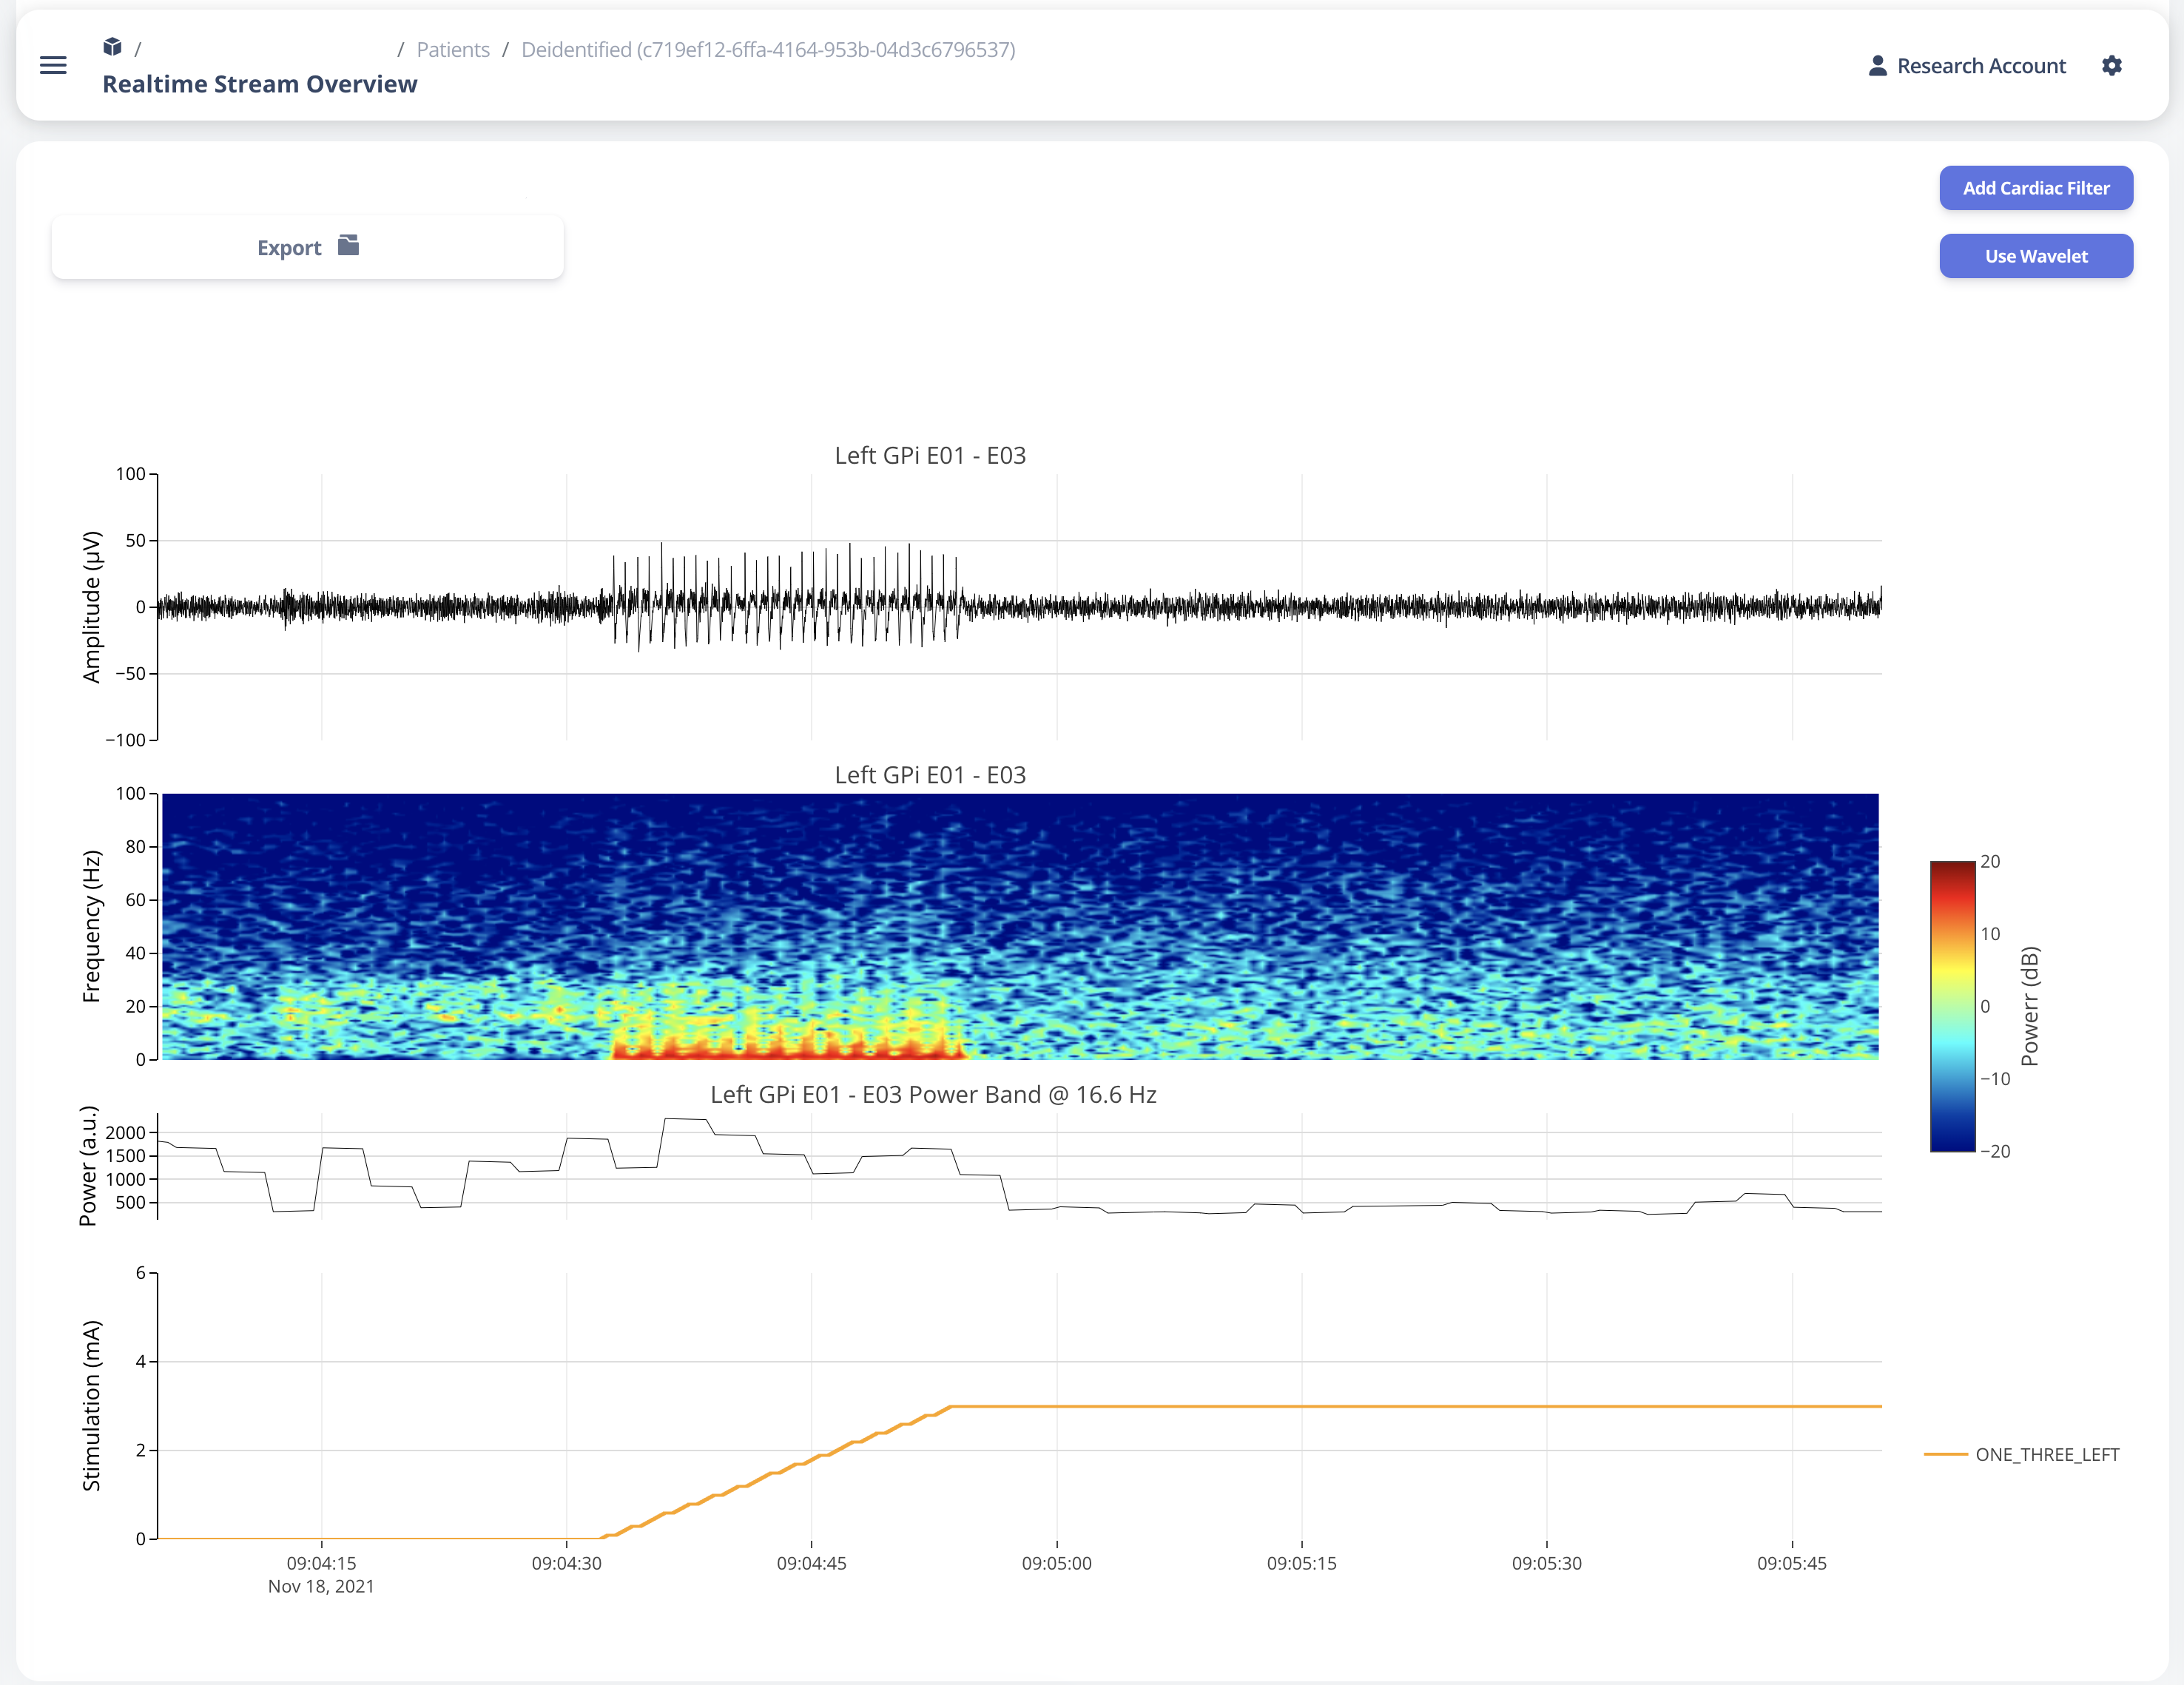 / / Patients / Deidentified (c719ef12-6ffa-4164-953b-04d3c6796537)
Realtime Stream Overview
Research Account
Add Cardiac Filter
Export
Use Wavelet
Left GPi E01 - E03
Amplitude (μV)
100
50
0
−50
−100
Left GPi E01 - E03
Frequency (Hz)
100
80
60
40
20
0
20
10
0
−10
−20
Power (dB)
Left GPi E01 - E03 Power Band @ 16.6 Hz
Power (a.u.)
2000
1500
1000
500
Stimulation (mA)
6
4
2
0
ONE_THREE_LEFT
09:04:15 09:04:30 09:04:45 09:05:00 09:05:15 09:05:30 09:05:45
Nov 18, 2021